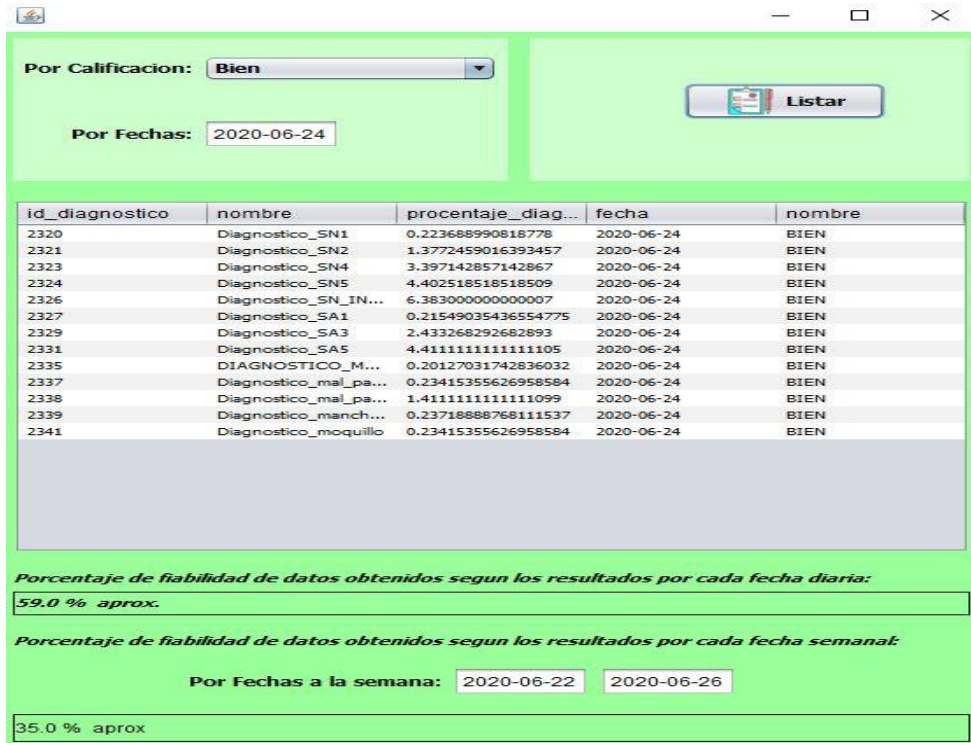 Por Calificacion: Bien
Listar
Por Fechas: 2020-06-24
id_diagnostico nombre procentaje_diag... fecha nombre
2320 Diagnostico_SN1 0.223688990818778 2020-06-24 BIEN
2321 Diagnostico_SN2 1.3772459016393457 2020-06-24 BIEN
2323 Diagnostico_SN4 3.397142857142867 2020-06-24 BIEN
2324 Diagnostico_SN5 4.402518518518509 2020-06-24 BIEN
2326 Diagnostico_SN_IN... 6.383000000000007 2020-06-24 BIEN
2327 Diagnostico_SA1 0.21549035436554775 2020-06-24 BIEN
2329 Diagnostico_SA3 2.433268292682893 2020-06-24 BIEN
2331 Diagnostico_SA5 4.4111111111111105 2020-06-24 BIEN
2335 DIAGNOSTICO_M... 0.20127031742836032 2020-06-24 BIEN
2337 Diagnostico_mal_pa... 0.23415355626958584 2020-06-24 BIEN
2338 Diagnostico_mal_pa... 1.4111111111111099 2020-06-24 BIEN
2339 Diagnostico_manch... 0.23718888768111537 2020-06-24 BIEN
2341 Diagnostico_moquillo 0.23415355626958584 2020-06-24 BIEN
Porcentaje de fiabilidad de datos obtenidos segun los resultados por cada fecha diaria:
59.0 % aprox.
Porcentaje de fiabilidad de datos obtenidos segun los resultados por cada fecha semanal:
Por Fechas a la semana: 2020-06-22 2020-06-26
35.0 % aprox